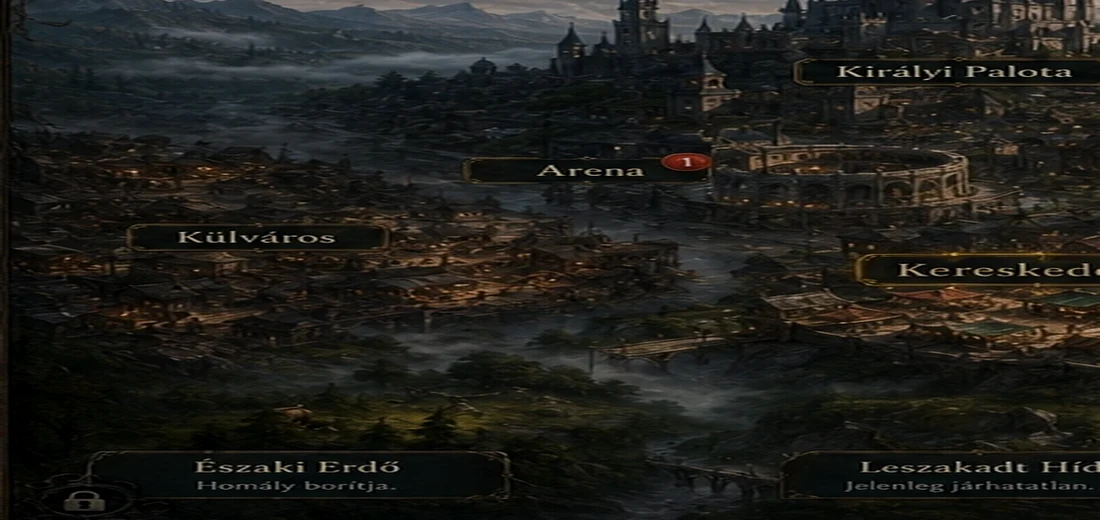 Királyi Palota
Arena
1
Külváros
Északi Erdő
Homály borítja.
Leszakadt Híd
Jelenleg járhatatlan.